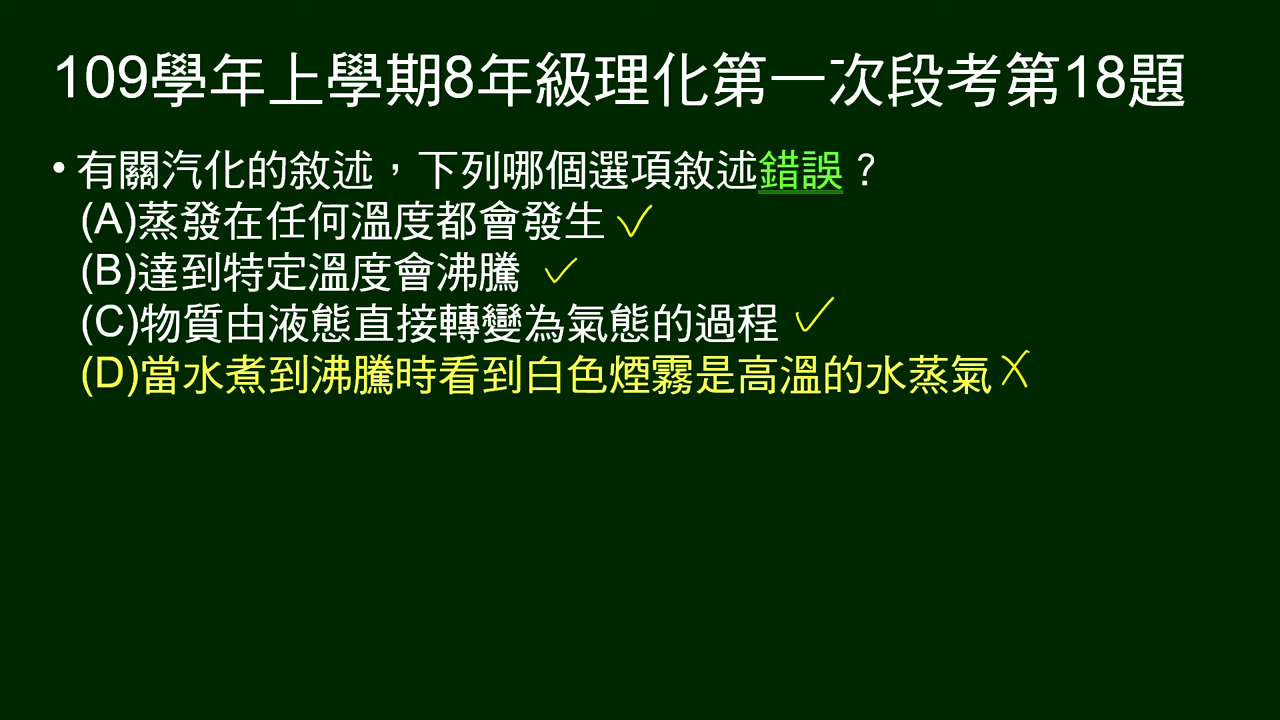 109學年上學期8年級理化第一次段考第18題
• 有關汽化的敘述，下列哪個選項敘述錯誤？
(A)蒸發在任何溫度都會發生
(B)達到特定溫度會沸騰
(C)物質由液態直接轉變為氣態的過程
(D)當水煮到沸騰時看到白色煙霧是高溫的水蒸氣